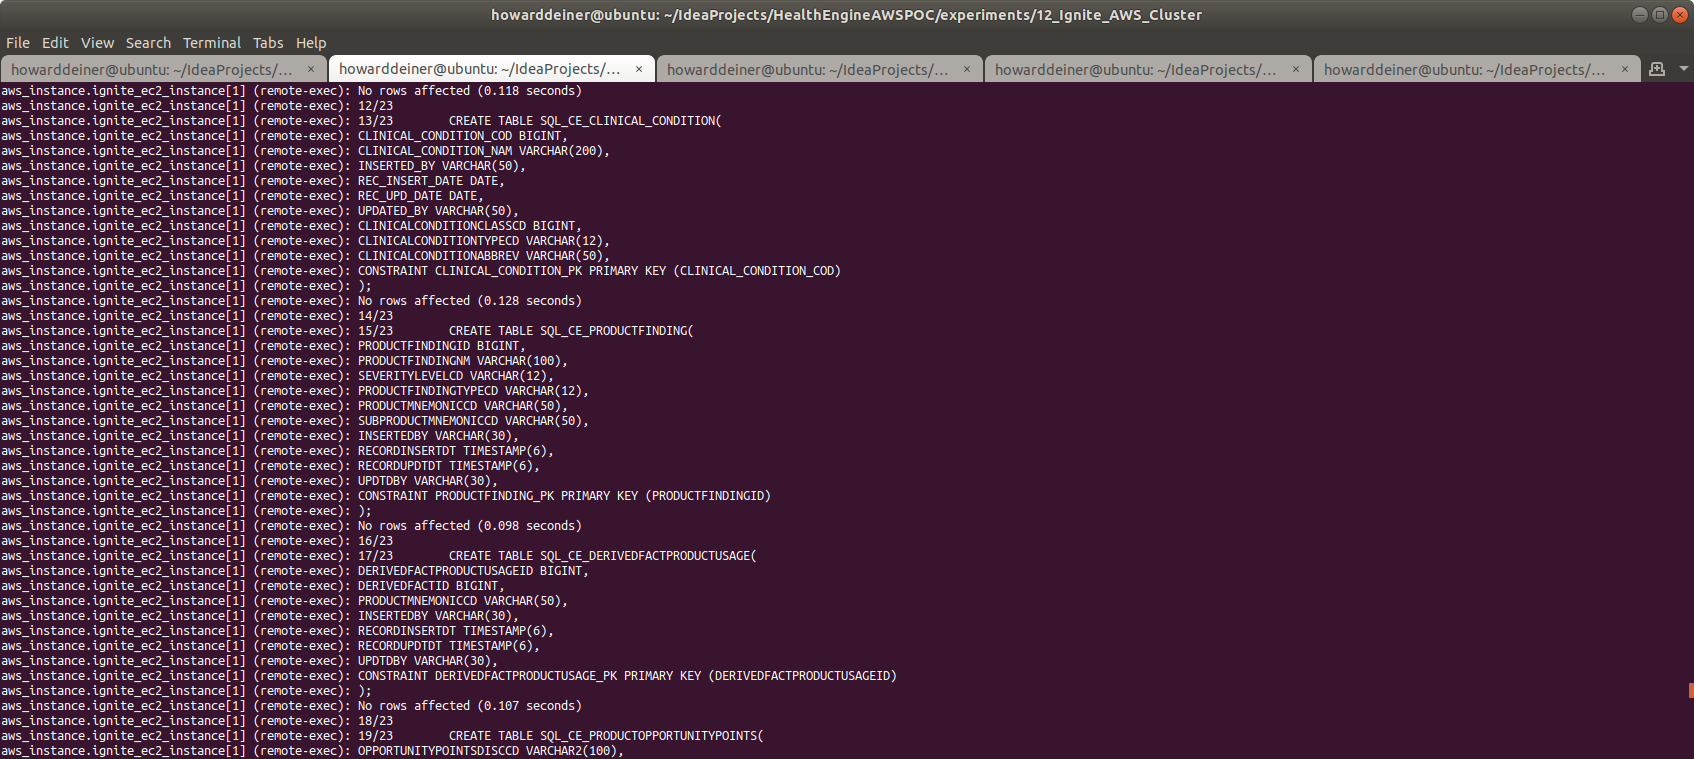 howarddeiner@ubuntu: ~/IdeaProjects/HealthEngineAWSPOC/experiments/12_Ignite_AWS_Cluster
File Edit View Search Terminal Tabs Help
howarddeiner@ubuntu: ~/IdeaProjects/... × howarddeiner@ubuntu: ~/IdeaProjects/... × howarddeiner@ubuntu: ~/IdeaProjects/... × howarddeiner@ubuntu: ~/IdeaProjects/... × howarddeiner@ubuntu: ~/IdeaProjects/... ×
aws_instance.ignite_ec2_instance[1] (remote-exec): No rows affected (0.118 seconds)
aws_instance.ignite_ec2_instance[1] (remote-exec): 12/23
aws_instance.ignite_ec2_instance[1] (remote-exec): 13/23        CREATE TABLE SQL_CE_CLINICAL_CONDITION(
aws_instance.ignite_ec2_instance[1] (remote-exec): CLINICAL_CONDITION_COD BIGINT,
aws_instance.ignite_ec2_instance[1] (remote-exec): CLINICAL_CONDITION_NAM VARCHAR(200),
aws_instance.ignite_ec2_instance[1] (remote-exec): INSERTED_BY VARCHAR(50),
aws_instance.ignite_ec2_instance[1] (remote-exec): REC_INSERT_DATE DATE,
aws_instance.ignite_ec2_instance[1] (remote-exec): REC_UPD_DATE DATE,
aws_instance.ignite_ec2_instance[1] (remote-exec): UPDATED_BY VARCHAR(50),
aws_instance.ignite_ec2_instance[1] (remote-exec): CLINICALCONDITIONCLASSCD BIGINT,
aws_instance.ignite_ec2_instance[1] (remote-exec): CLINICALCONDITIONTYPECD VARCHAR(12),
aws_instance.ignite_ec2_instance[1] (remote-exec): CLINICALCONDITIONABBREV VARCHAR(50),
aws_instance.ignite_ec2_instance[1] (remote-exec): CONSTRAINT CLINICAL_CONDITION_PK PRIMARY KEY (CLINICAL_CONDITION_COD)
aws_instance.ignite_ec2_instance[1] (remote-exec): );
aws_instance.ignite_ec2_instance[1] (remote-exec): No rows affected (0.128 seconds)
aws_instance.ignite_ec2_instance[1] (remote-exec): 14/23
aws_instance.ignite_ec2_instance[1] (remote-exec): 15/23        CREATE TABLE SQL_CE_PRODUCTFINDING(
aws_instance.ignite_ec2_instance[1] (remote-exec): PRODUCTFINDINGID BIGINT,
aws_instance.ignite_ec2_instance[1] (remote-exec): PRODUCTFINDINGNM VARCHAR(100),
aws_instance.ignite_ec2_instance[1] (remote-exec): SEVERITYLEVELCD VARCHAR(12),
aws_instance.ignite_ec2_instance[1] (remote-exec): PRODUCTFINDINGTYPECD VARCHAR(12),
aws_instance.ignite_ec2_instance[1] (remote-exec): PRODUCTMNEMONICCD VARCHAR(50),
aws_instance.ignite_ec2_instance[1] (remote-exec): SUBPRODUCTMNEMONICCD VARCHAR(50),
aws_instance.ignite_ec2_instance[1] (remote-exec): INSERTEDBY VARCHAR(30),
aws_instance.ignite_ec2_instance[1] (remote-exec): RECORDINSERTDT TIMESTAMP(6),
aws_instance.ignite_ec2_instance[1] (remote-exec): RECORDUPDTDT TIMESTAMP(6),
aws_instance.ignite_ec2_instance[1] (remote-exec): UPDTDBY VARCHAR(30),
aws_instance.ignite_ec2_instance[1] (remote-exec): CONSTRAINT PRODUCTFINDING_PK PRIMARY KEY (PRODUCTFINDINGID)
aws_instance.ignite_ec2_instance[1] (remote-exec): );
aws_instance.ignite_ec2_instance[1] (remote-exec): No rows affected (0.098 seconds)
aws_instance.ignite_ec2_instance[1] (remote-exec): 16/23
aws_instance.ignite_ec2_instance[1] (remote-exec): 17/23        CREATE TABLE SQL_CE_DERIVEDFACTPRODUCTUSAGE(
aws_instance.ignite_ec2_instance[1] (remote-exec): DERIVEDFACTPRODUCTUSAGEID BIGINT,
aws_instance.ignite_ec2_instance[1] (remote-exec): DERIVEDFACTID BIGINT,
aws_instance.ignite_ec2_instance[1] (remote-exec): PRODUCTMNEMONICCD VARCHAR(50),
aws_instance.ignite_ec2_instance[1] (remote-exec): INSERTEDBY VARCHAR(30),
aws_instance.ignite_ec2_instance[1] (remote-exec): RECORDINSERTDT TIMESTAMP(6),
aws_instance.ignite_ec2_instance[1] (remote-exec): RECORDUPDTDT TIMESTAMP(6),
aws_instance.ignite_ec2_instance[1] (remote-exec): UPDTDBY VARCHAR(30),
aws_instance.ignite_ec2_instance[1] (remote-exec): CONSTRAINT DERIVEDFACTPRODUCTUSAGE_PK PRIMARY KEY (DERIVEDFACTPRODUCTUSAGEID)
aws_instance.ignite_ec2_instance[1] (remote-exec): );
aws_instance.ignite_ec2_instance[1] (remote-exec): No rows affected (0.107 seconds)
aws_instance.ignite_ec2_instance[1] (remote-exec): 18/23
aws_instance.ignite_ec2_instance[1] (remote-exec): 19/23        CREATE TABLE SQL_CE_PRODUCTOPPORTUNITYPOINTS(
aws_instance.ignite_ec2_instance[1] (remote-exec): OPPORTUNITYPOINTSDISCCD VARCHAR2(100),